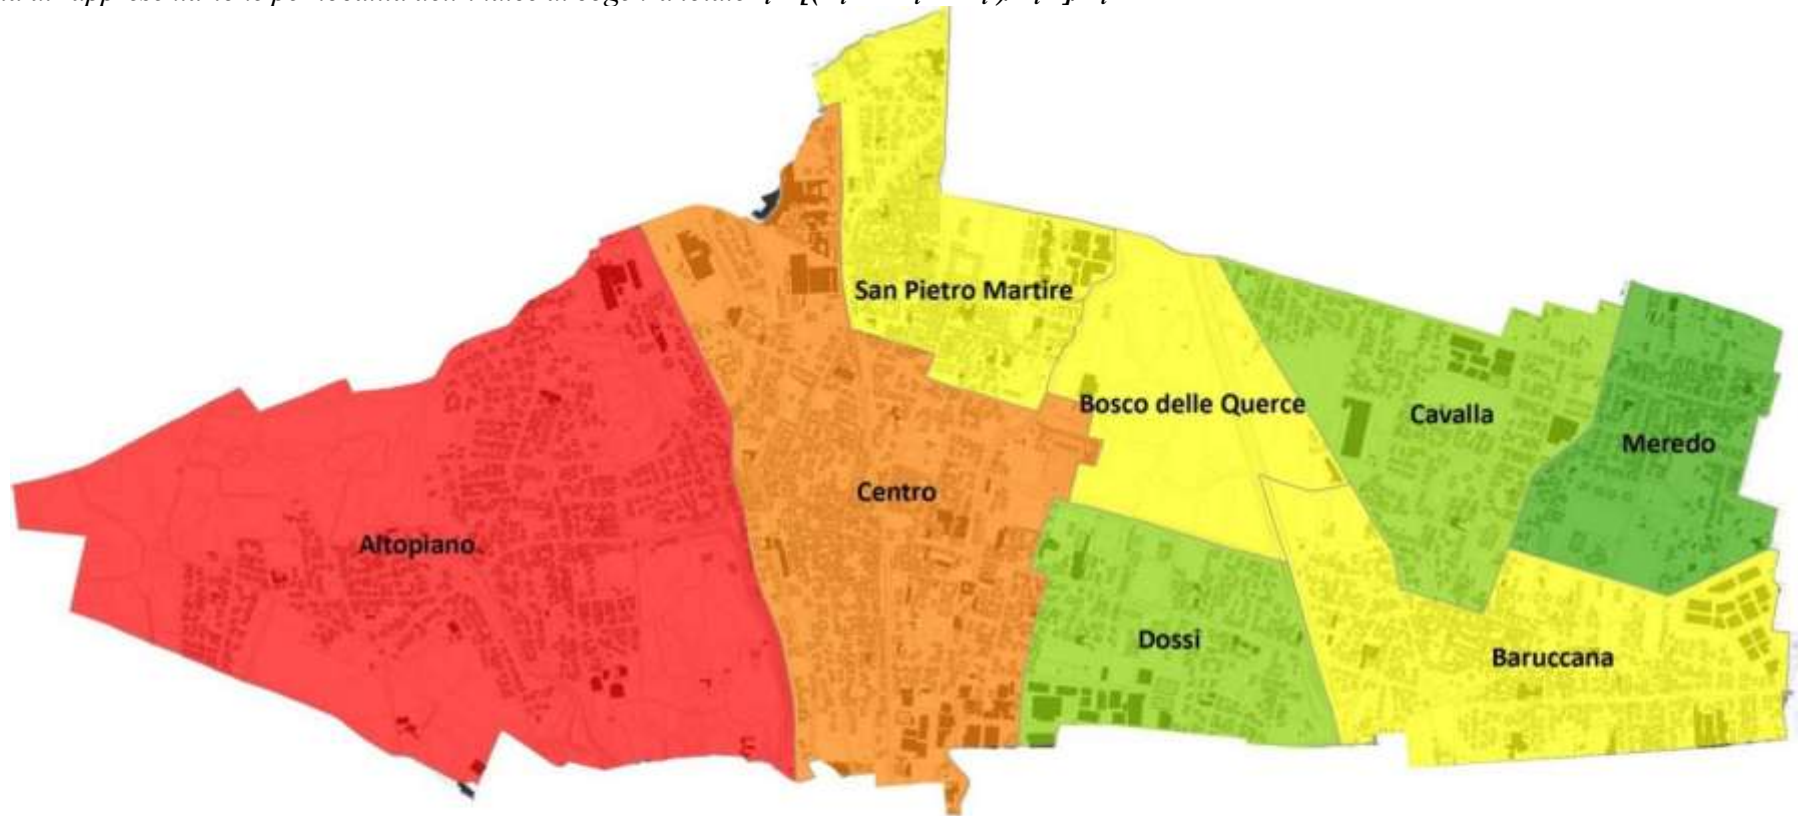 San Pietro Martire
Bosco delle Querce
Cavalla
Meredo
Centro
Altopiano
Dossi
Baruccana